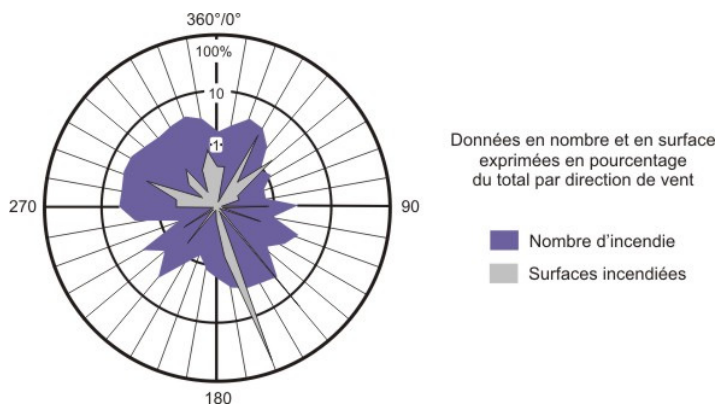 360°/0°
100%
10
1
270
90
180
Données en nombre et en surface
exprimées en pourcentage
du total par direction de vent
Nombre d'incendie
Surfaces incendiées